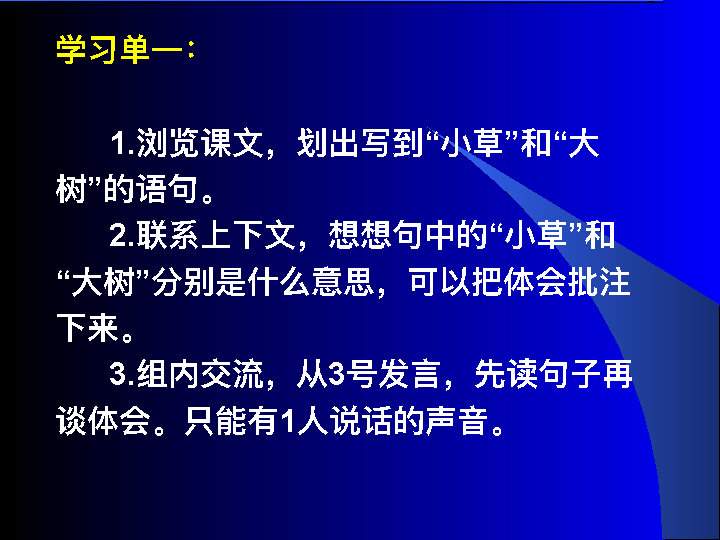 学习单一：
1.浏览课文，划出写到“小草”和“大
树”的语句。
2.联系上下文，想想句中的“小草”和
“大树”分别是什么意思，可以把体会批注
下来。
3.组内交流，从3号发言，先读句子再
谈体会。只能有1人说话的声音。